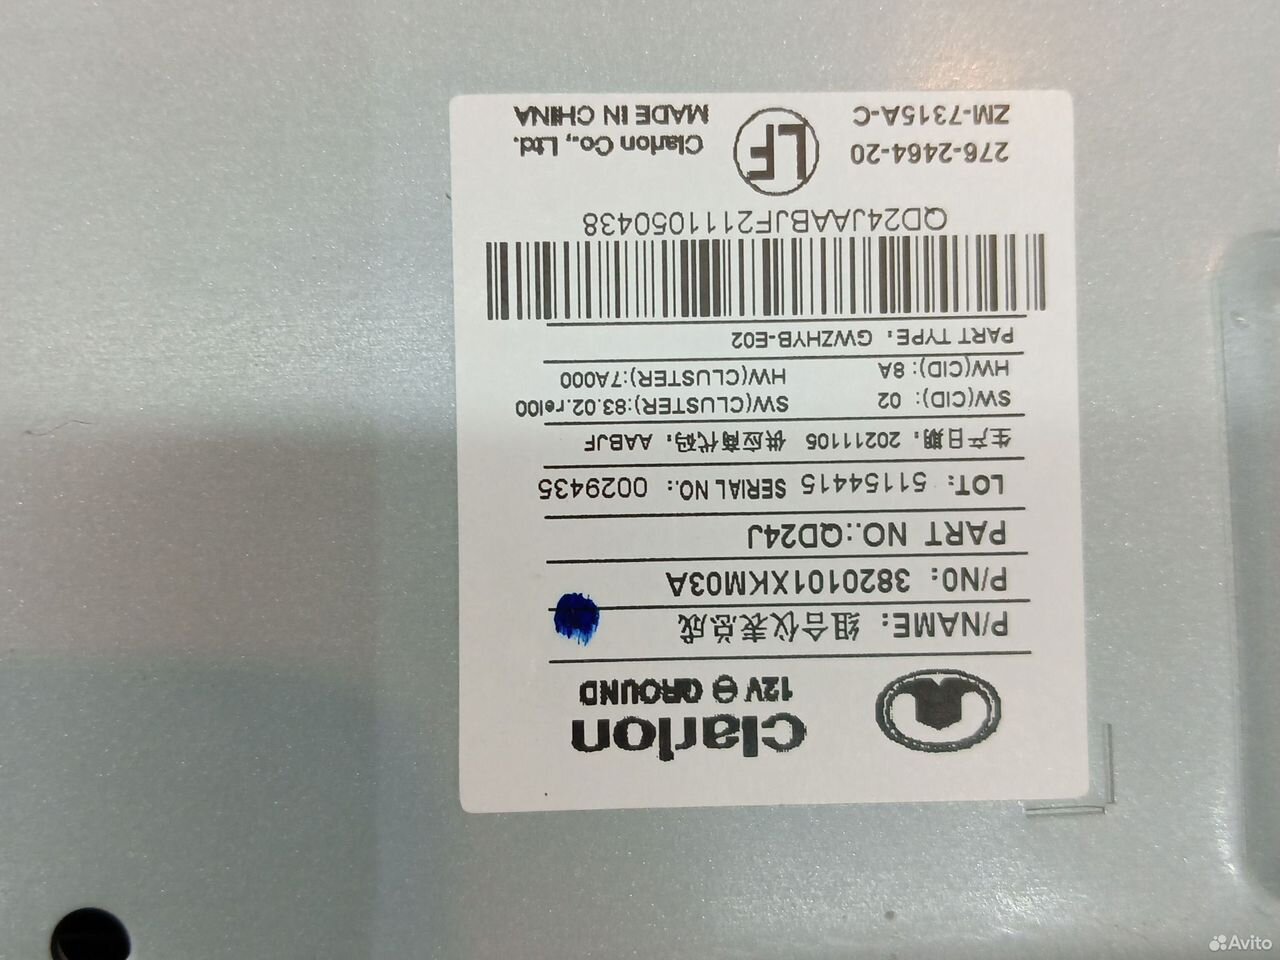 clarion
12V ⊖ GROUND
P/NAME: 组合仪表总成
P/NO: 3820101XKM03A
PART NO.:QD24J
LOT: 51154415 SERIAL NO.: 0029435
生产日期: 20211105 供应商代码: AABJF
SW(CID): 02 SW(CLUSTER):83.02.rel00
HW(CID): 8A HW(CLUSTER):7A000
PART TYPE: GWZHYB-E02
QD24JAABJF2111050438
276-2464-20
ZM-7315A-C
LF
Clarion Co., Ltd.
MADE IN CHINA
Avito